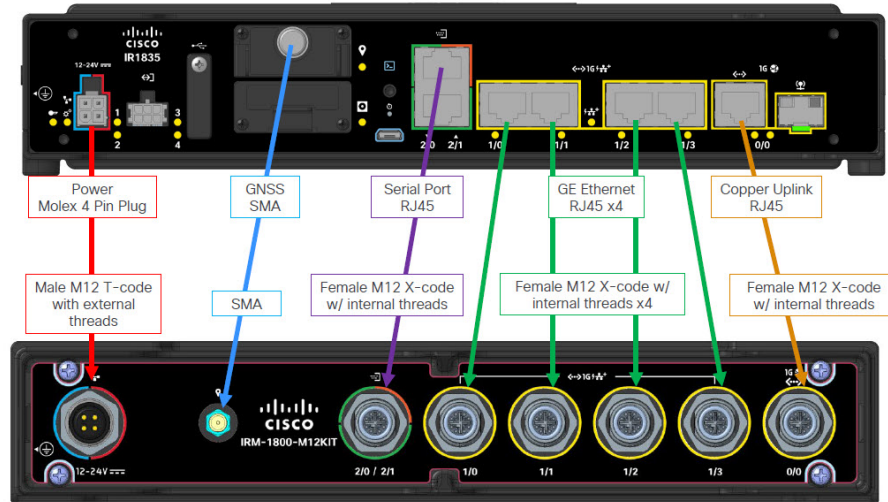 CISCO
IR1835
12-24V
1
2
3
4
1G
1G
2/0
2/1
1/0
1/1
1/2
1/3
0/0
Power
Molex 4 Pin Plug
GNSS
SMA
Serial Port
RJ45
GE Ethernet
RJ45 x4
Copper Uplink
RJ45
Male M12 T-code
with external
threads
SMA
Female M12 X-code
w/ internal threads
Female M12 X-code w/
internal threads x4
Female M12 X-code
w/ internal threads
1G
1G
CISCO
IRM-1800-M12KIT
12-24V
2/0 / 2/1
1/0
1/1
1/2
1/3
0/0